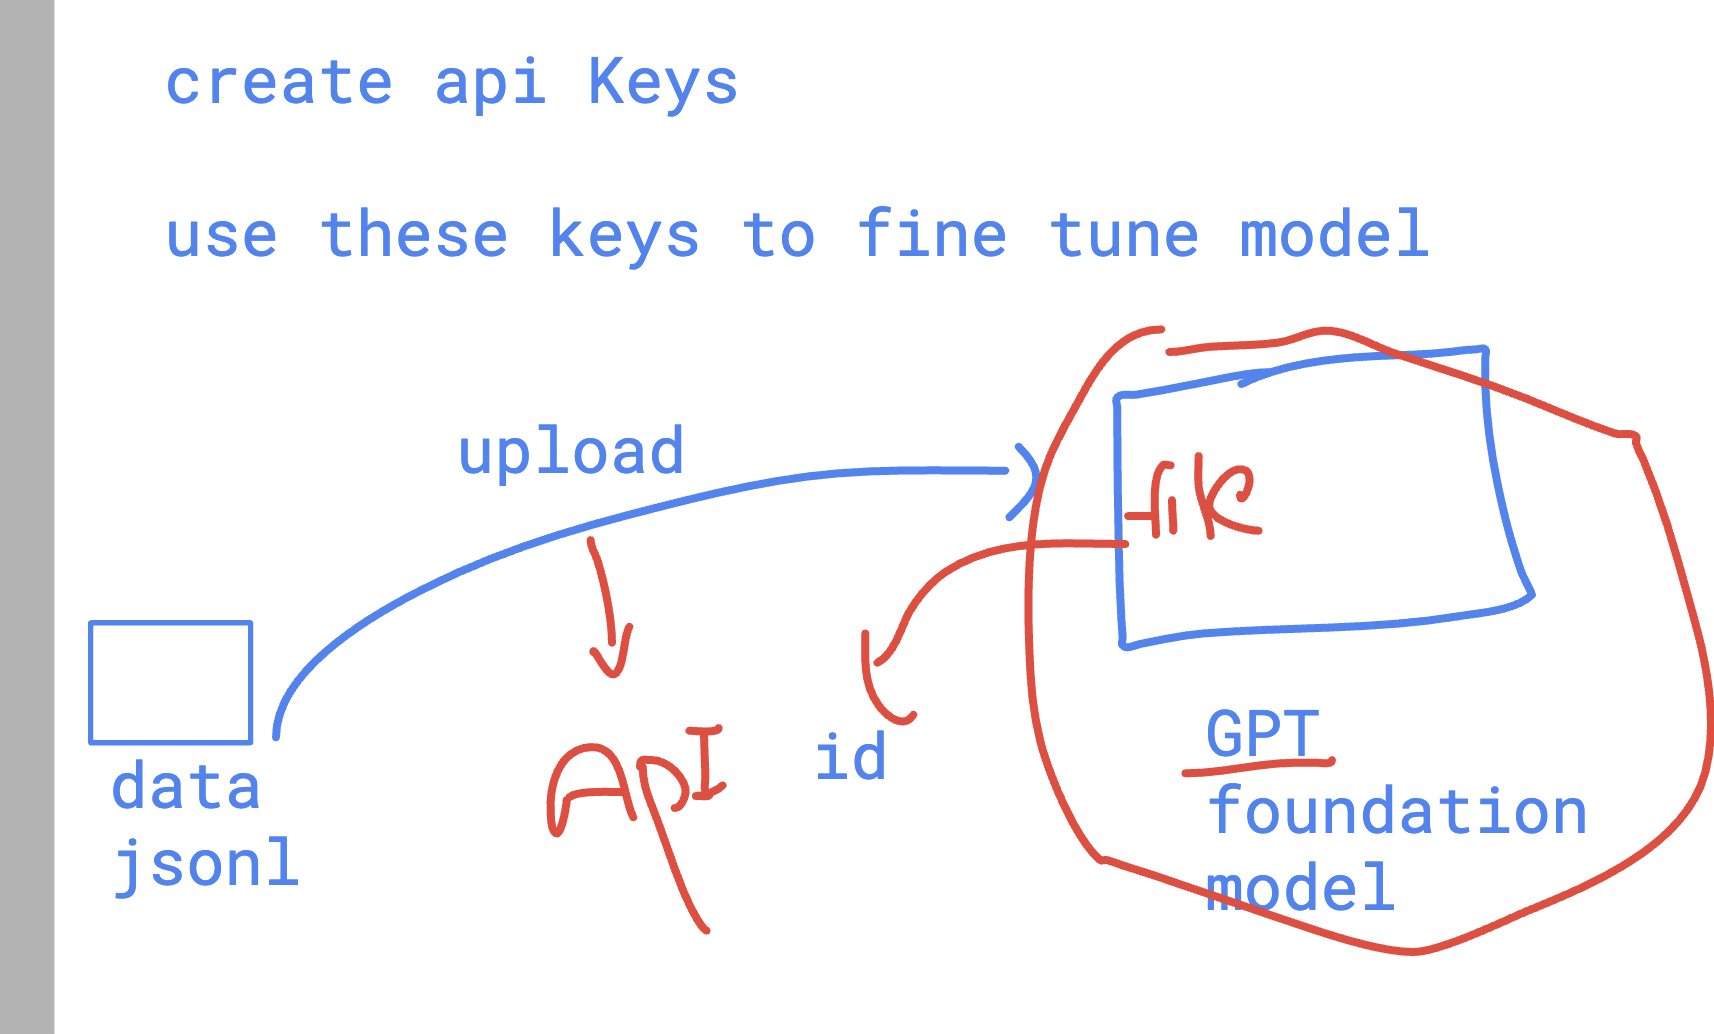 create api Keys
use these keys to fine tune model
upload
file
API
id
data
jsonl
GPT
foundation
model